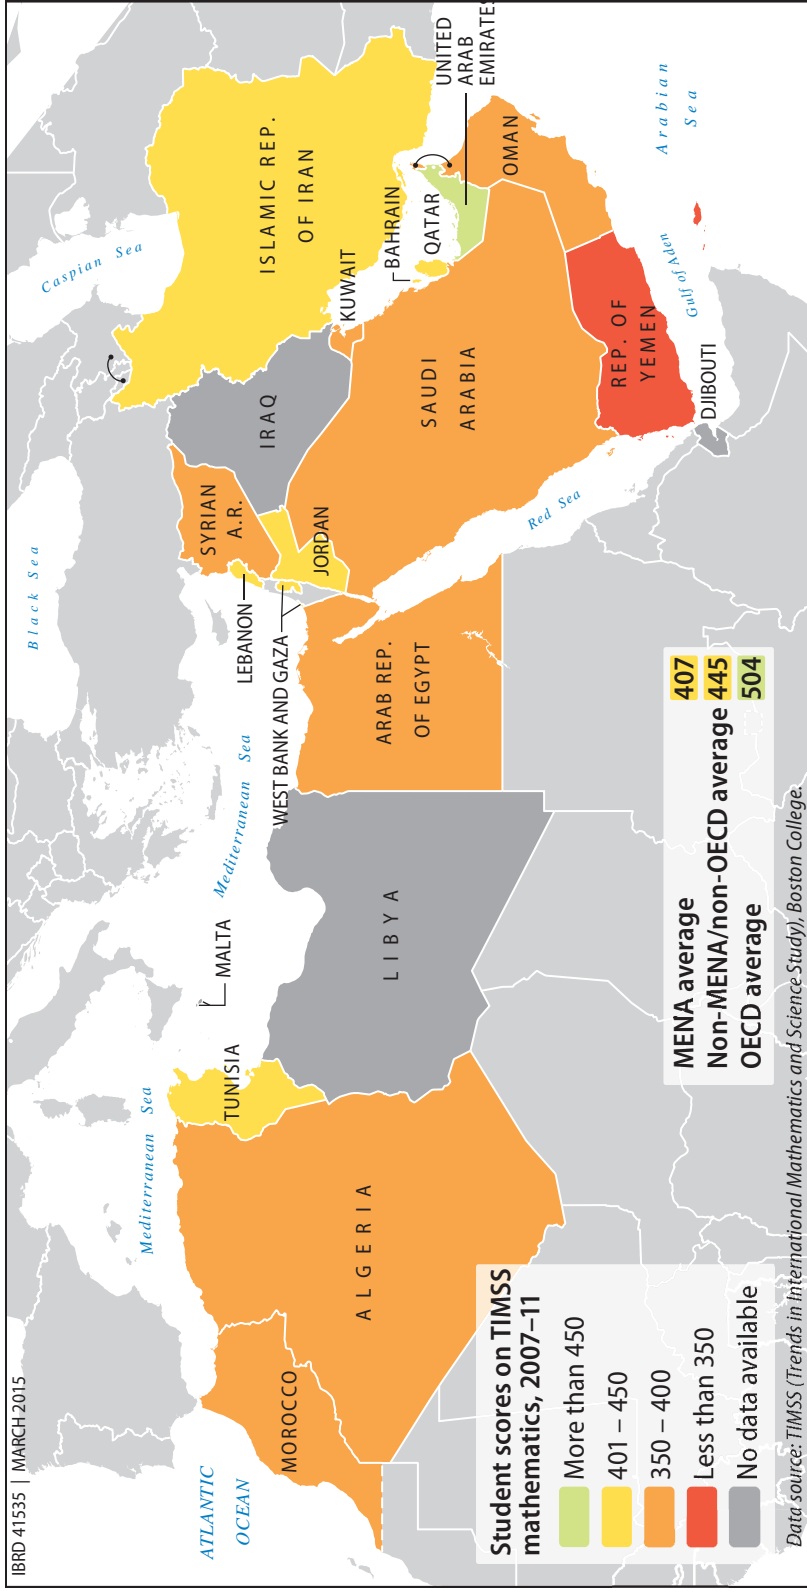 IBRD 41535 | MARCH 2015
ATLANTIC
OCEAN
Mediterranean Sea
Mediterranean Sea
Black Sea
Caspian Sea
Red Sea
Gulf of Aden
Arabian
Sea
MOROCCO
ALGERIA
TUNISIA
MALTA
LIBYA
ARAB REP.
OF EGYPT
WEST BANK AND GAZA
LEBANON
SYRIAN
A.R.
JORDAN
IRAQ
ISLAMIC REP.
OF IRAN
KUWAIT
BAHRAIN
QATAR
UNITED
ARAB
EMIRATES
SAUDI
ARABIA
OMAN
REP. OF
YEMEN
DJIBOUTI
Student scores on TIMSS
mathematics, 2007–11
More than 450
401 – 450
350 – 400
Less than 350
No data available
MENA average 407
Non-MENA/non-OECD average 445
OECD average 504
Data source: TIMSS (Trends in International Mathematics and Science Study), Boston College.